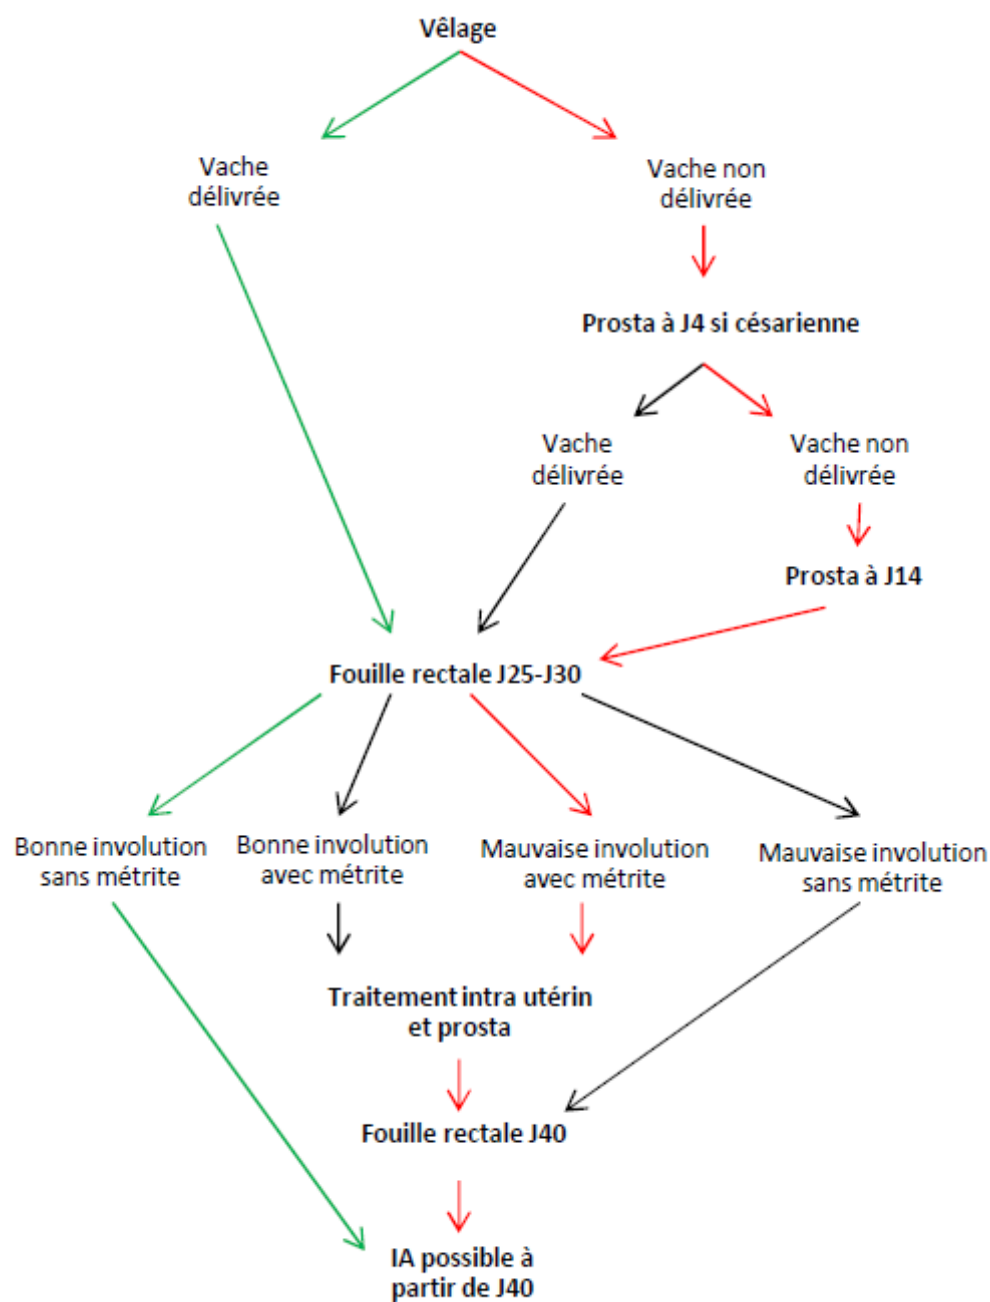 Vêlage
Vache
délivrée
Vache non
délivrée
Prosta à J4 si césarienne
Vache
délivrée
Vache non
délivrée
Prosta à J14
Fouille rectale J25-J30
Bonne involution
sans métrite
Bonne involution
avec métrite
Mauvaise involution
avec métrite
Mauvaise involution
sans métrite
Traitement intra utérin
et prosta
Fouille rectale J40
IA possible à
partir de J40